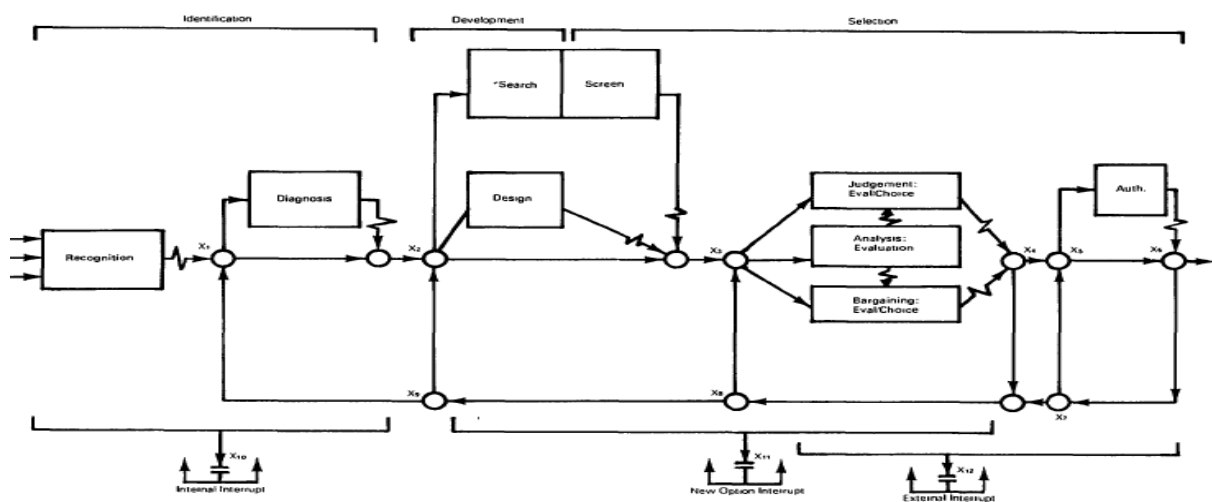 Identification
Development
Selection
*Search
Screen
Recognition
X1
Diagnosis
X2
Design
X3
Judgement:
Eval/Choice
Analysis:
Evaluation
Bargaining:
Eval/Choice
X4
X5
Auth.
X6
X9
X8
X7
X10
Internal Interrupt
X11
New Option Interrupt
X12
External Interrupt